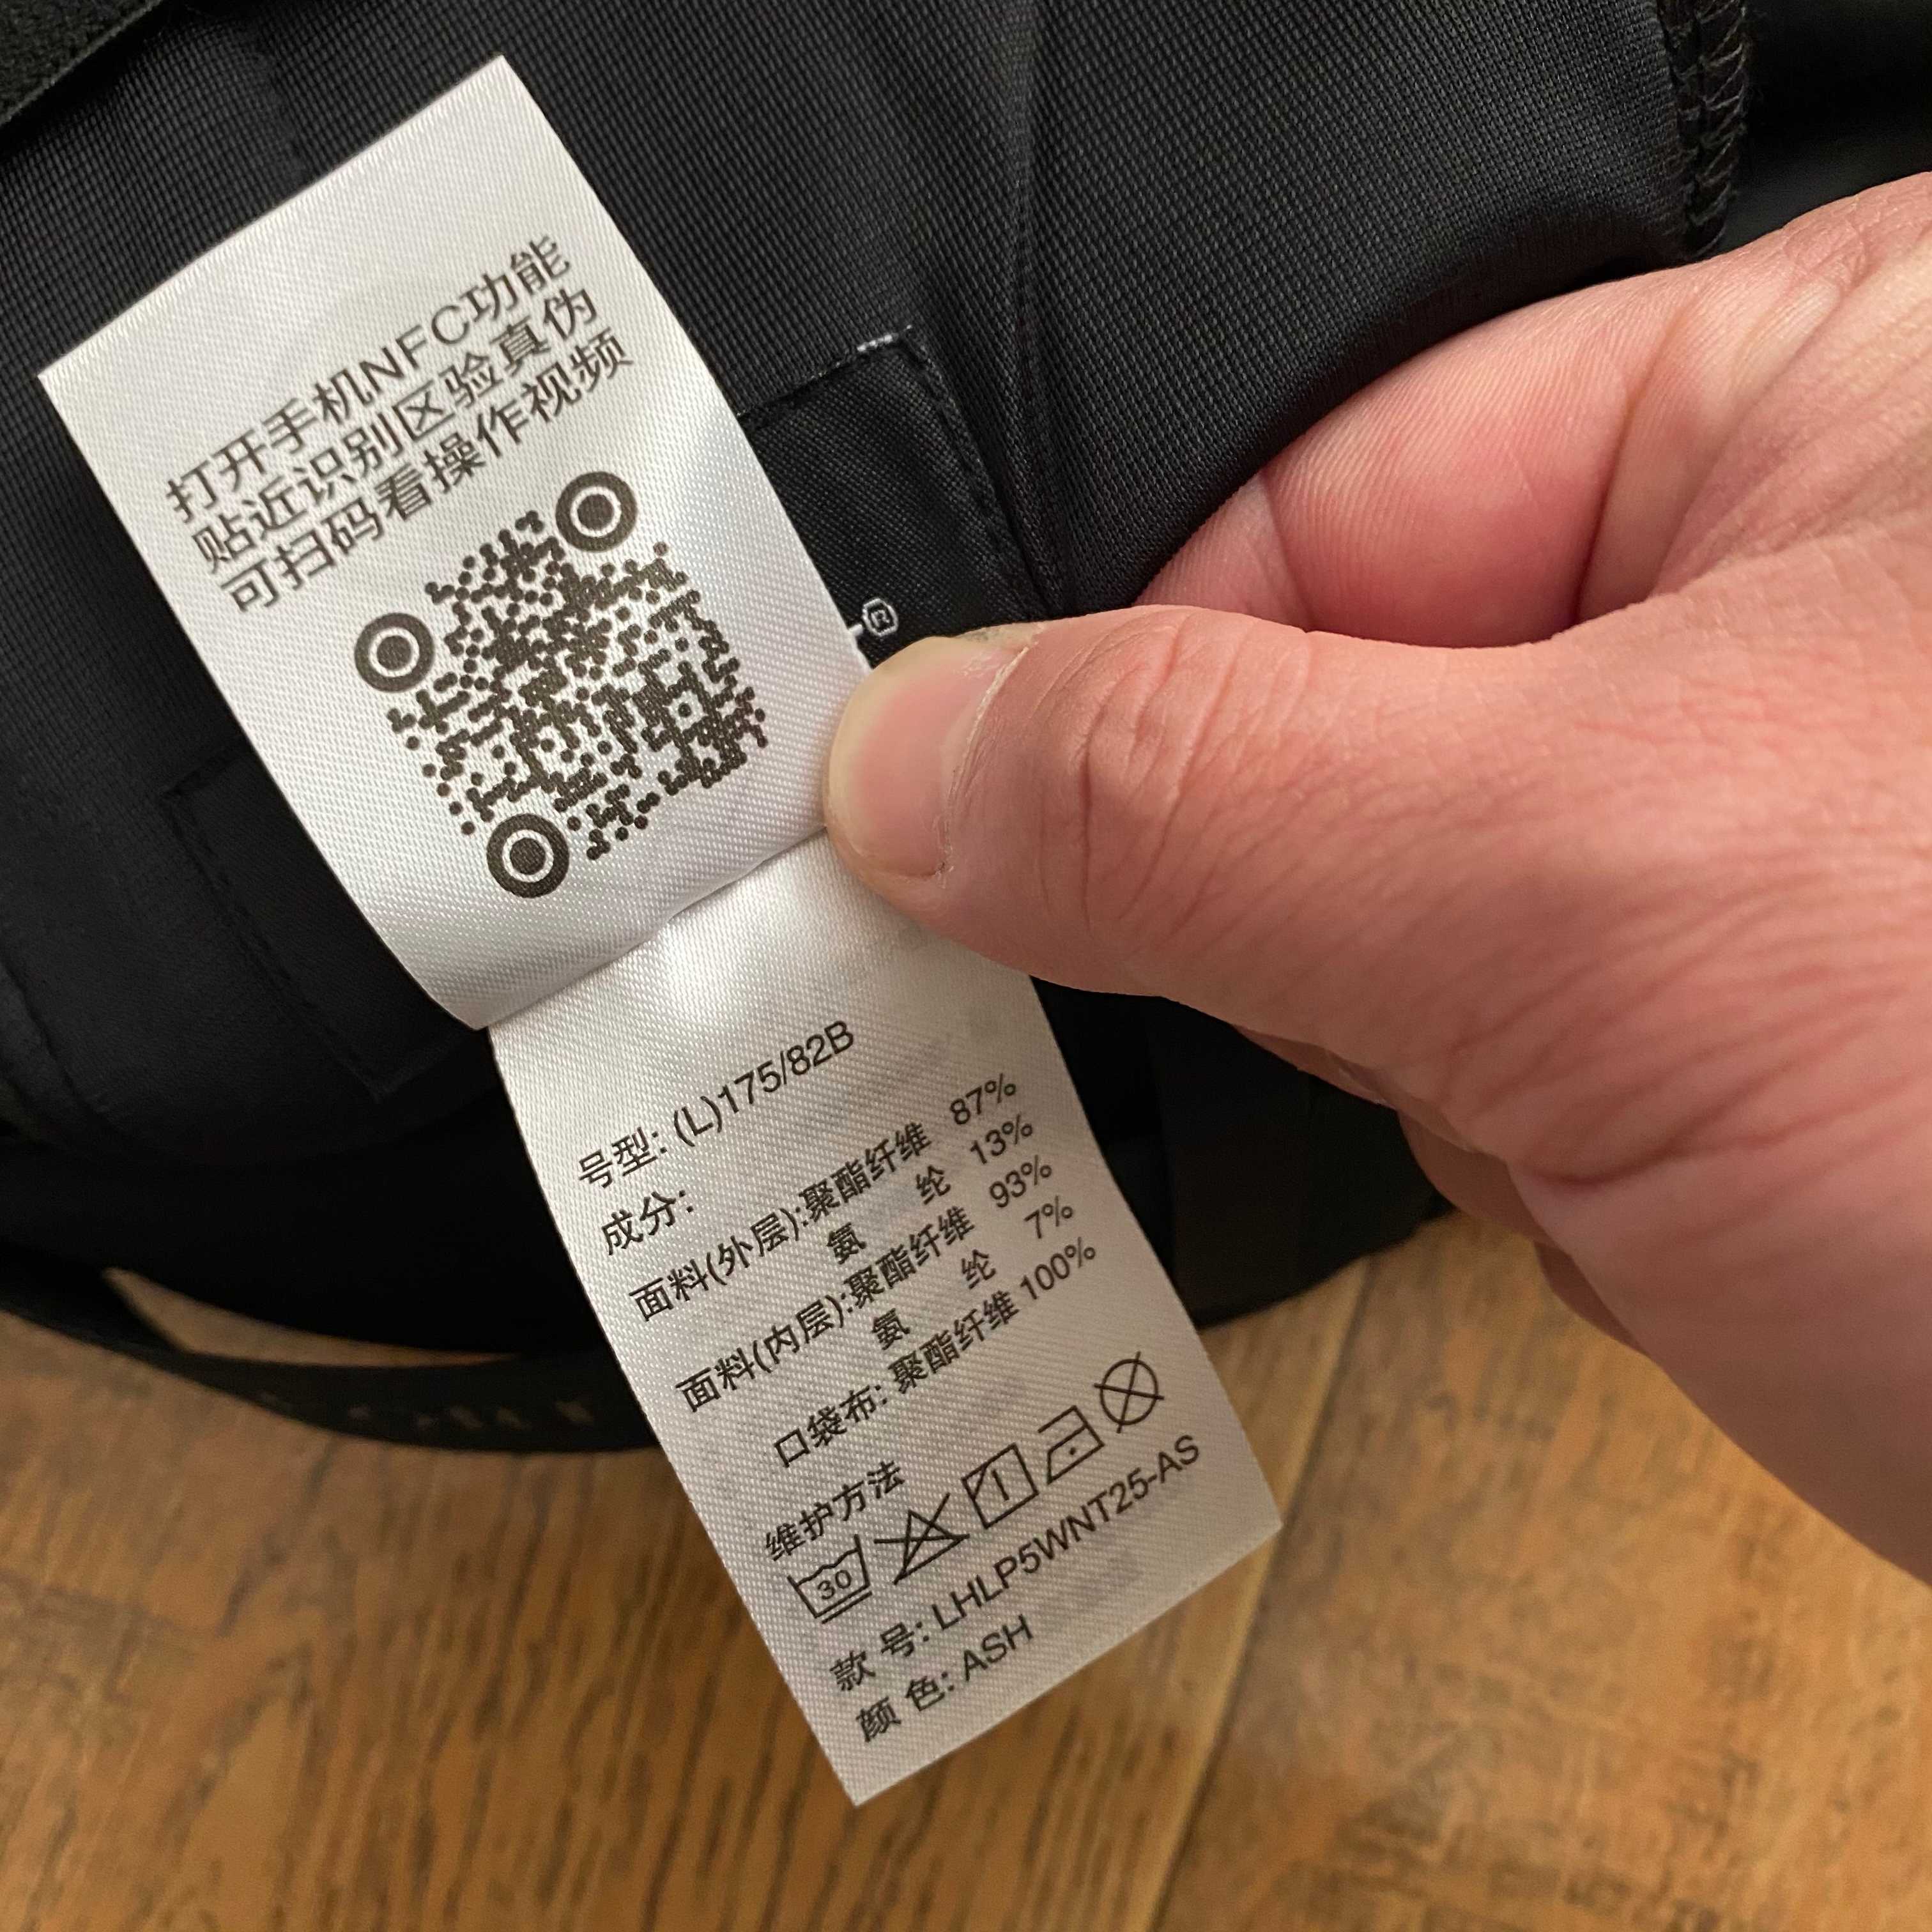 打开手机NFC功能
贴近识别区验真伪
可扫码看操作视频
®
号型: (L)175/82B
成分:
面料(外层):聚酯纤维 87%
氨 纶 13%
面料(内层):聚酯纤维 93%
氨 纶 7%
口袋布: 聚酯纤维 100%
维护方法
30
款 号: LHLP5WNT25-AS
颜 色: ASH